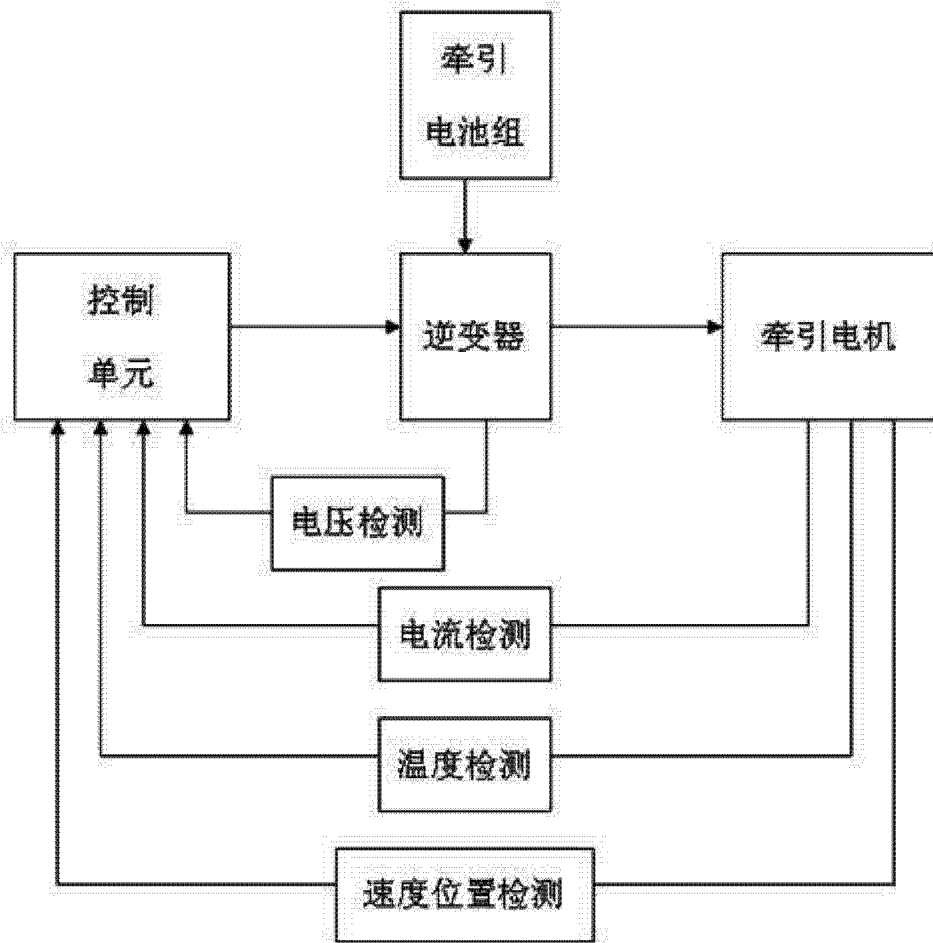 牵引
电池组
控制
单元
逆变器
牵引电机
电压检测
电流检测
温度检测
速度位置检测